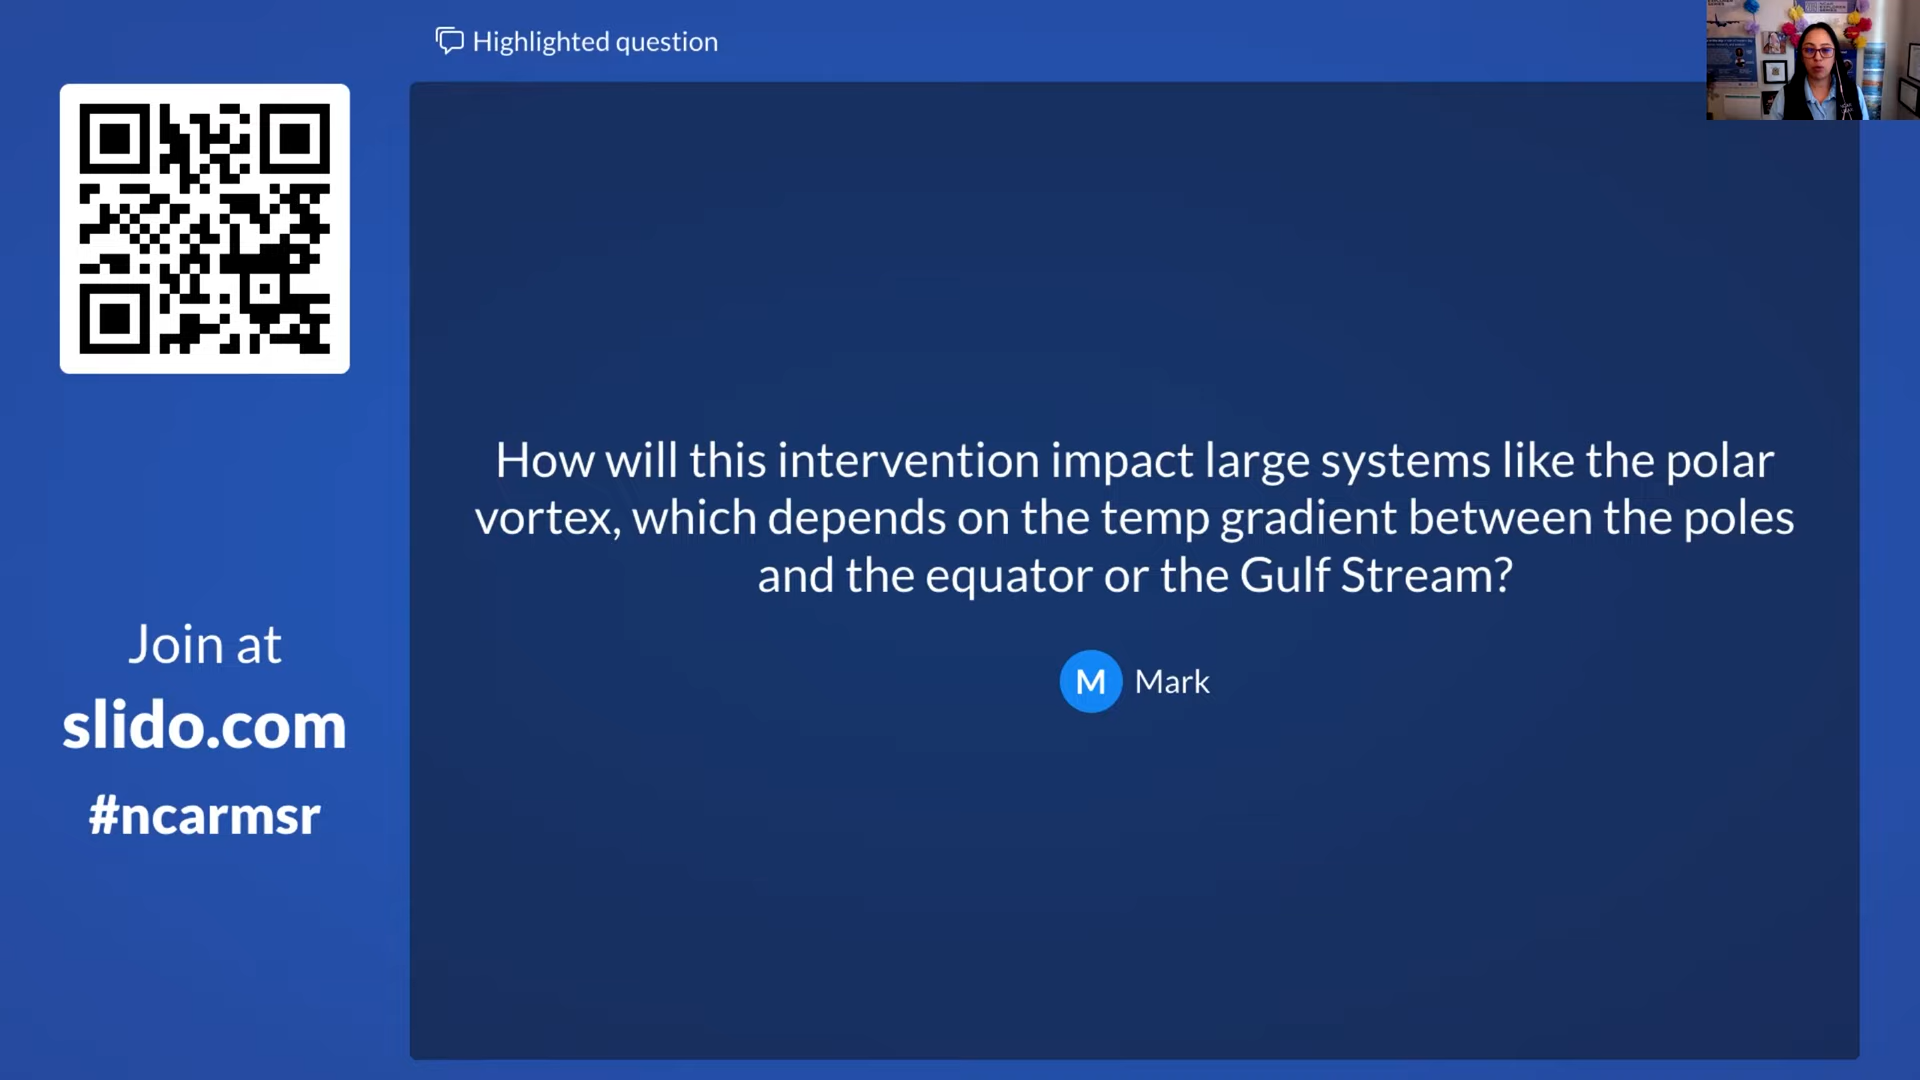 Highlighted question
Join at
slido.com
#ncarmsr
How will this intervention impact large systems like the polar
vortex, which depends on the temp gradient between the poles
and the equator or the Gulf Stream?
M Mark